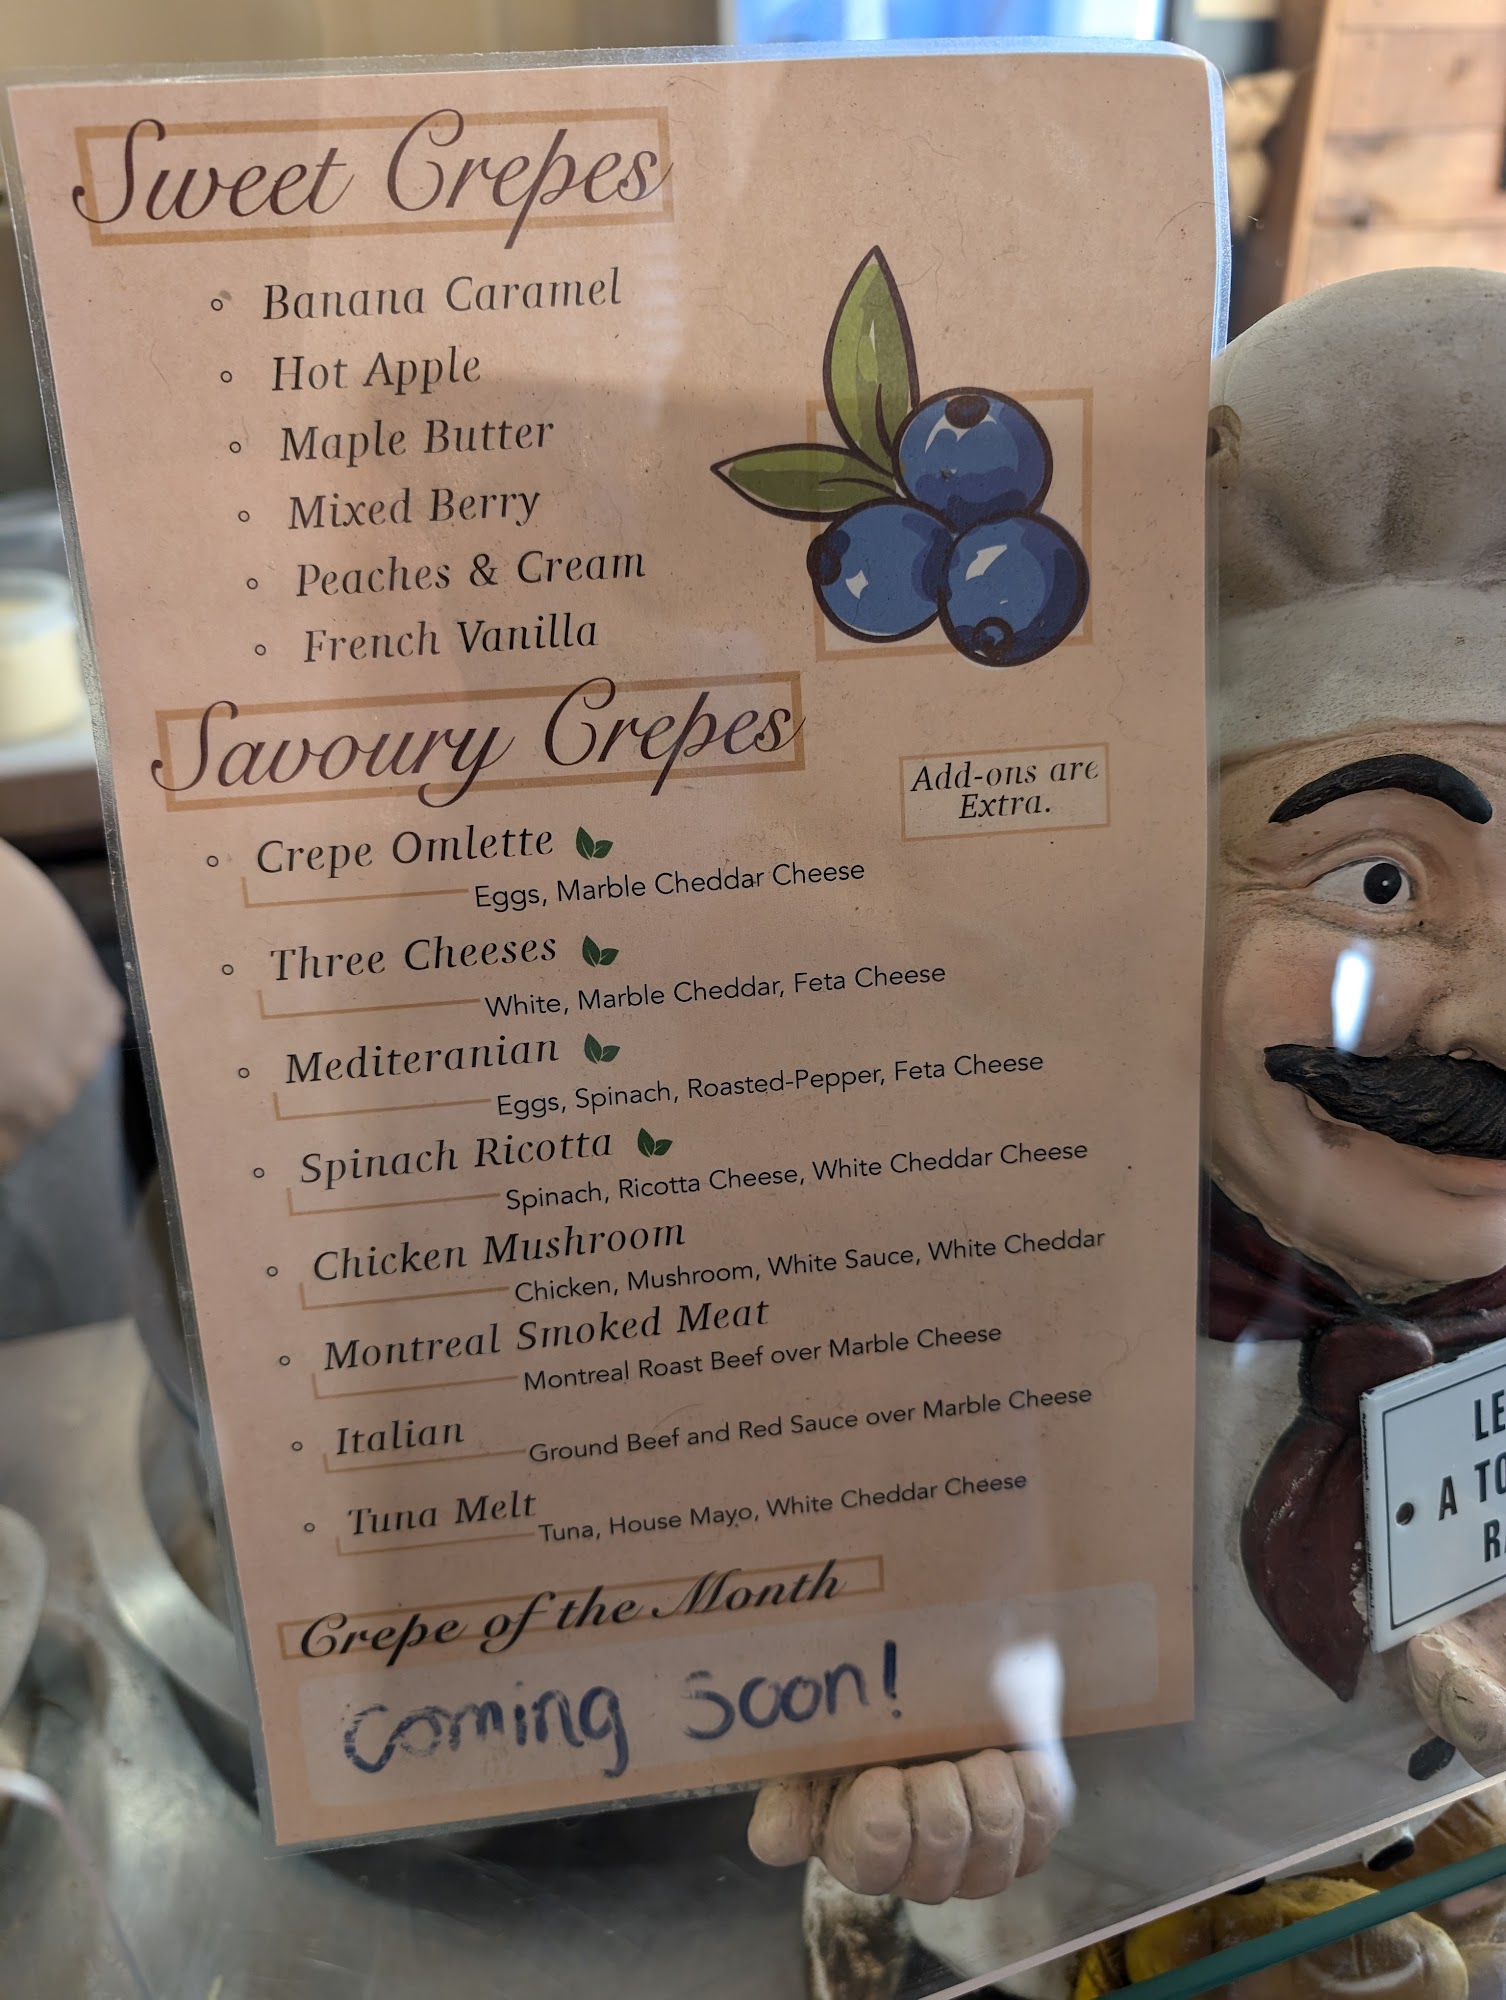 Sweet Crepes
Banana Caramel
Hot Apple
Maple Butter
Mixed Berry
Peaches & Cream
French Vanilla
Savoury Crepes
Add-ons are
Extra.
Crepe Omlette
Eggs, Marble Cheddar Cheese
Three Cheeses
White, Marble Cheddar, Feta Cheese
Mediteranian
Eggs, Spinach, Roasted-Pepper, Feta Cheese
Spinach Ricotta
Spinach, Ricotta Cheese, White Cheddar Cheese
Chicken Mushroom
Chicken, Mushroom, White Sauce, White Cheddar
Montreal Smoked Meat
Montreal Roast Beef over Marble Cheese
Italian
Ground Beef and Red Sauce over Marble Cheese
Tuna Melt
Tuna, House Mayo, White Cheddar Cheese
Crepe of the Month
Coming Soon!
A